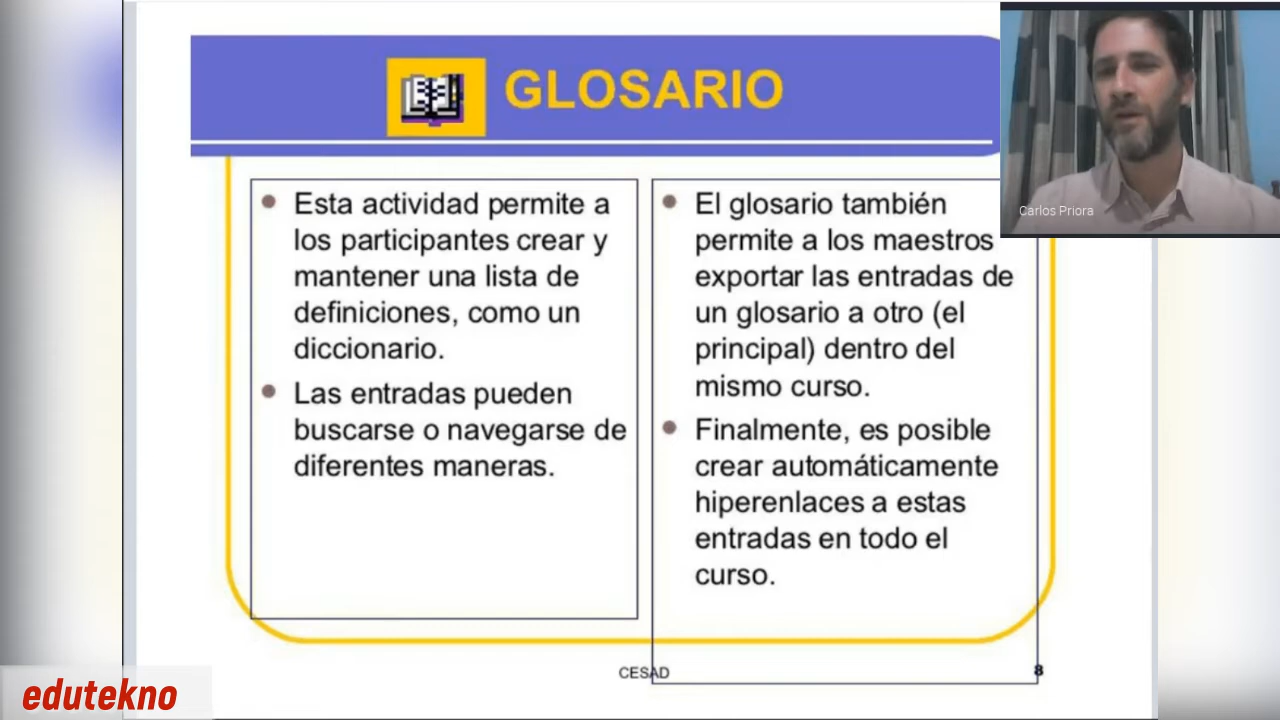 GLOSARIO
Carlos Priora
Esta actividad permite a
los participantes crear y
mantener una lista de
definiciones, como un
diccionario.
Las entradas pueden
buscarse o navegarse de
diferentes maneras.
El glosario también
permite a los maestros
exportar las entradas de
un glosario a otro (el
principal) dentro del
mismo curso.
Finalmente, es posible
crear automáticamente
hiperenlaces a estas
entradas en todo el
curso.
CESAD
8
edutekno